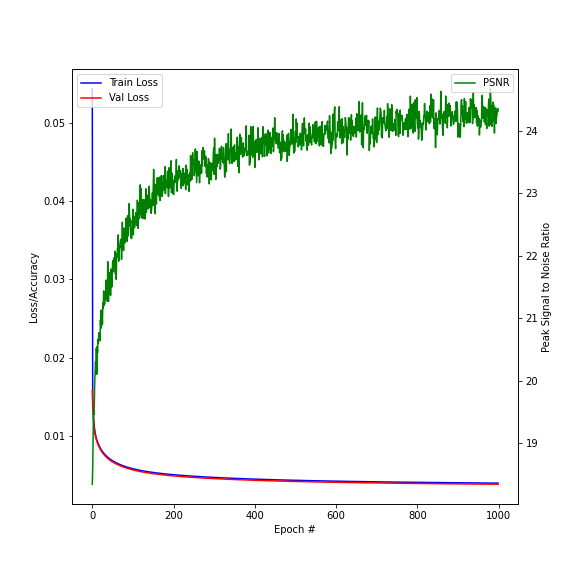 Train Loss
Val Loss
PSNR
0.05
0.04
0.03
0.02
0.01
Loss/Accuracy
24
23
22
21
20
19
Peak Signal to Noise Ratio
0 200 400 600 800 1000
Epoch #